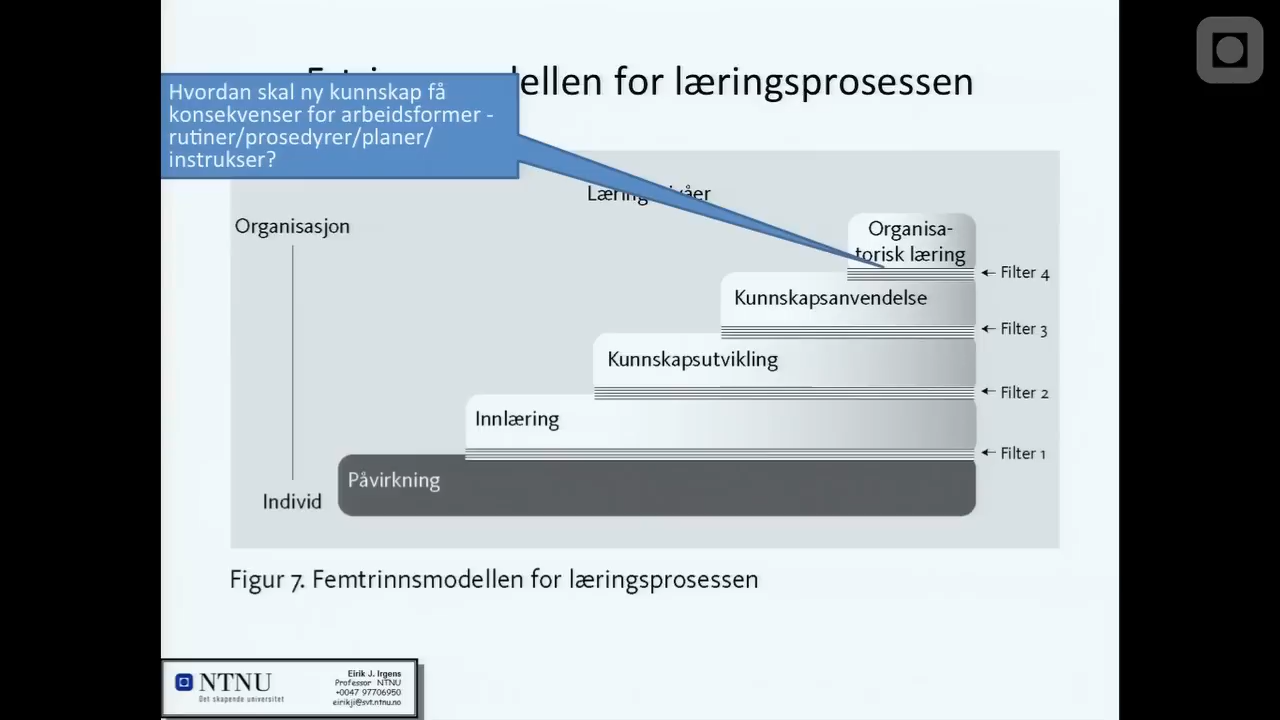 ellen for læringsprosessen
Hvordan skal ny kunnskap få
konsekvenser for arbeidsformer -
rutiner/prosedyrer/planer/
instrukser?
Organisasjon
Organisa-
torisk læring
Filter 4
Kunnskapsanvendelse
Filter 3
Kunnskapsutvikling
Filter 2
Innlæring
Filter 1
Påvirkning
Individ
Figur 7. Femtrinnsmodellen for læringsprosessen
NTNU
Det skapende universitet
Eirik J. Irgens
Professor NTNU
+0047 97706950
eirikji@svt.ntnu.no